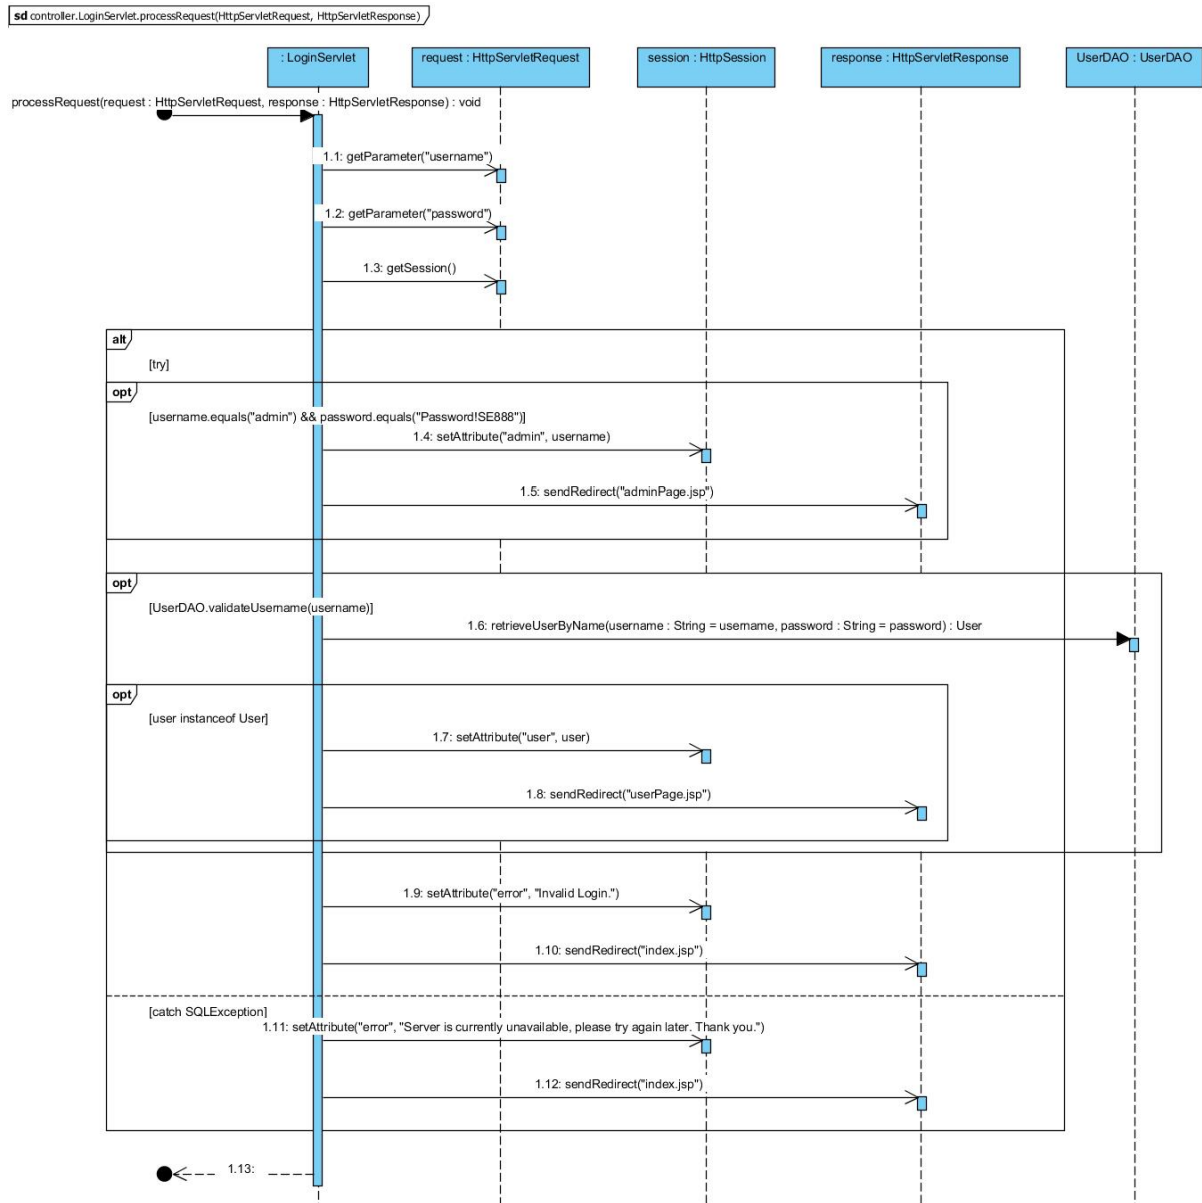 sd controller.LoginServlet.processRequest(HttpServletRequest, HttpServletResponse)
: LoginServlet
request : HttpServletRequest
session : HttpSession
response : HttpServletResponse
UserDAO : UserDAO
processRequest(request : HttpServletRequest, response : HttpServletResponse) : void
1.1: getParameter("username")
1.2: getParameter("password")
1.3: getSession()
alt
[try]
opt
[username.equals("admin") && password.equals("Password!SE888")]
1.4: setAttribute("admin", username)
1.5: sendRedirect("adminPage.jsp")
opt
[UserDAO.validateUsername(username)]
1.6: retrieveUserByName(username : String = username, password : String = password) : User
opt
[user instanceof User]
1.7: setAttribute("user", user)
1.8: sendRedirect("userPage.jsp")
1.9: setAttribute("error", "Invalid Login.")
1.10: sendRedirect("index.jsp")
[catch SQLException]
1.11: setAttribute("error", "Server is currently unavailable, please try again later. Thank you.")
1.12: sendRedirect("index.jsp")
1.13: